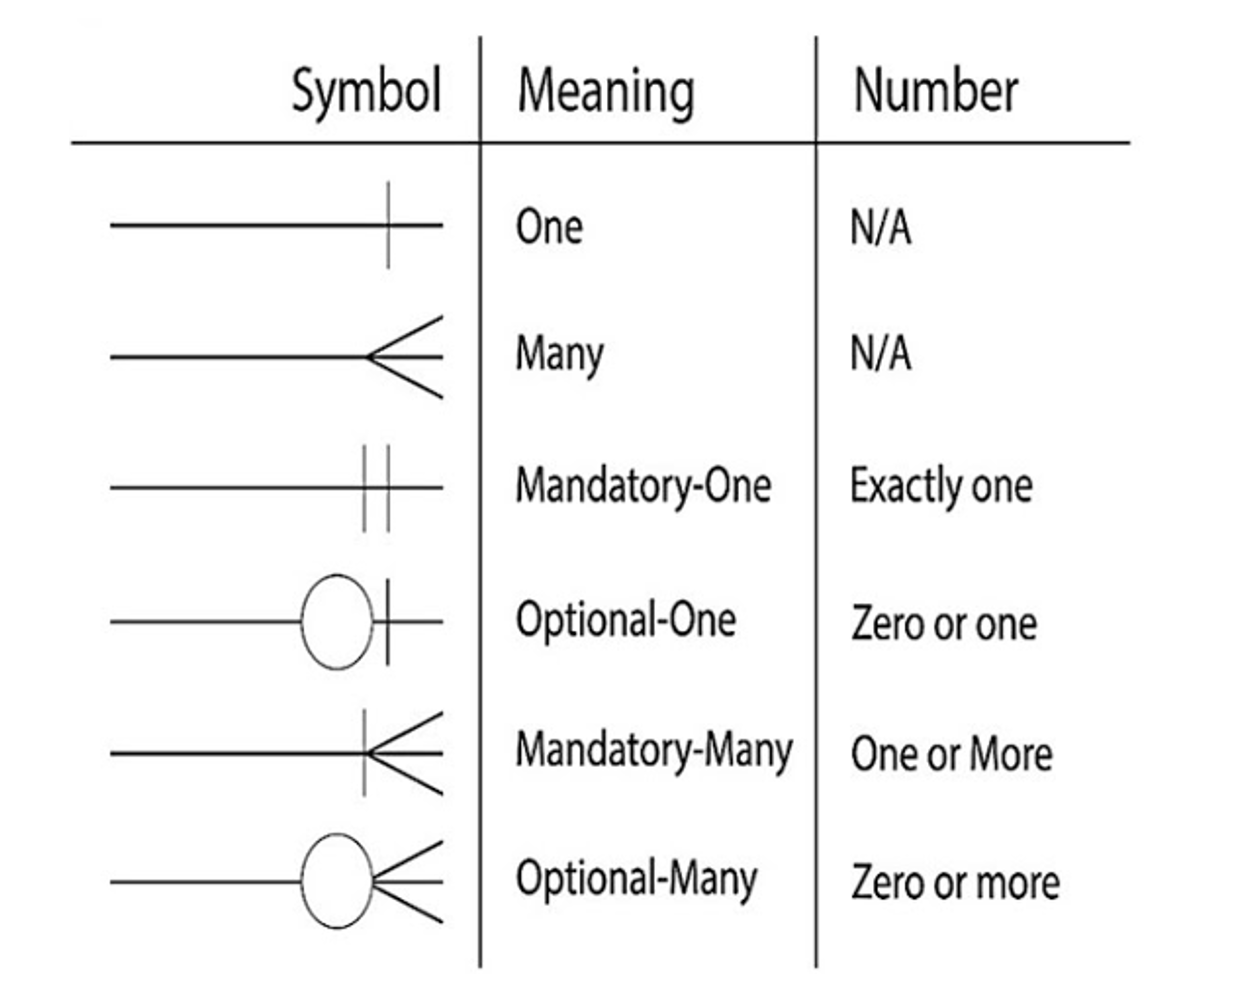 Symbol Meaning Number
One N/A
Many N/A
Mandatory-One Exactly one
Optional-One Zero or one
Mandatory-Many One or More
Optional-Many Zero or more